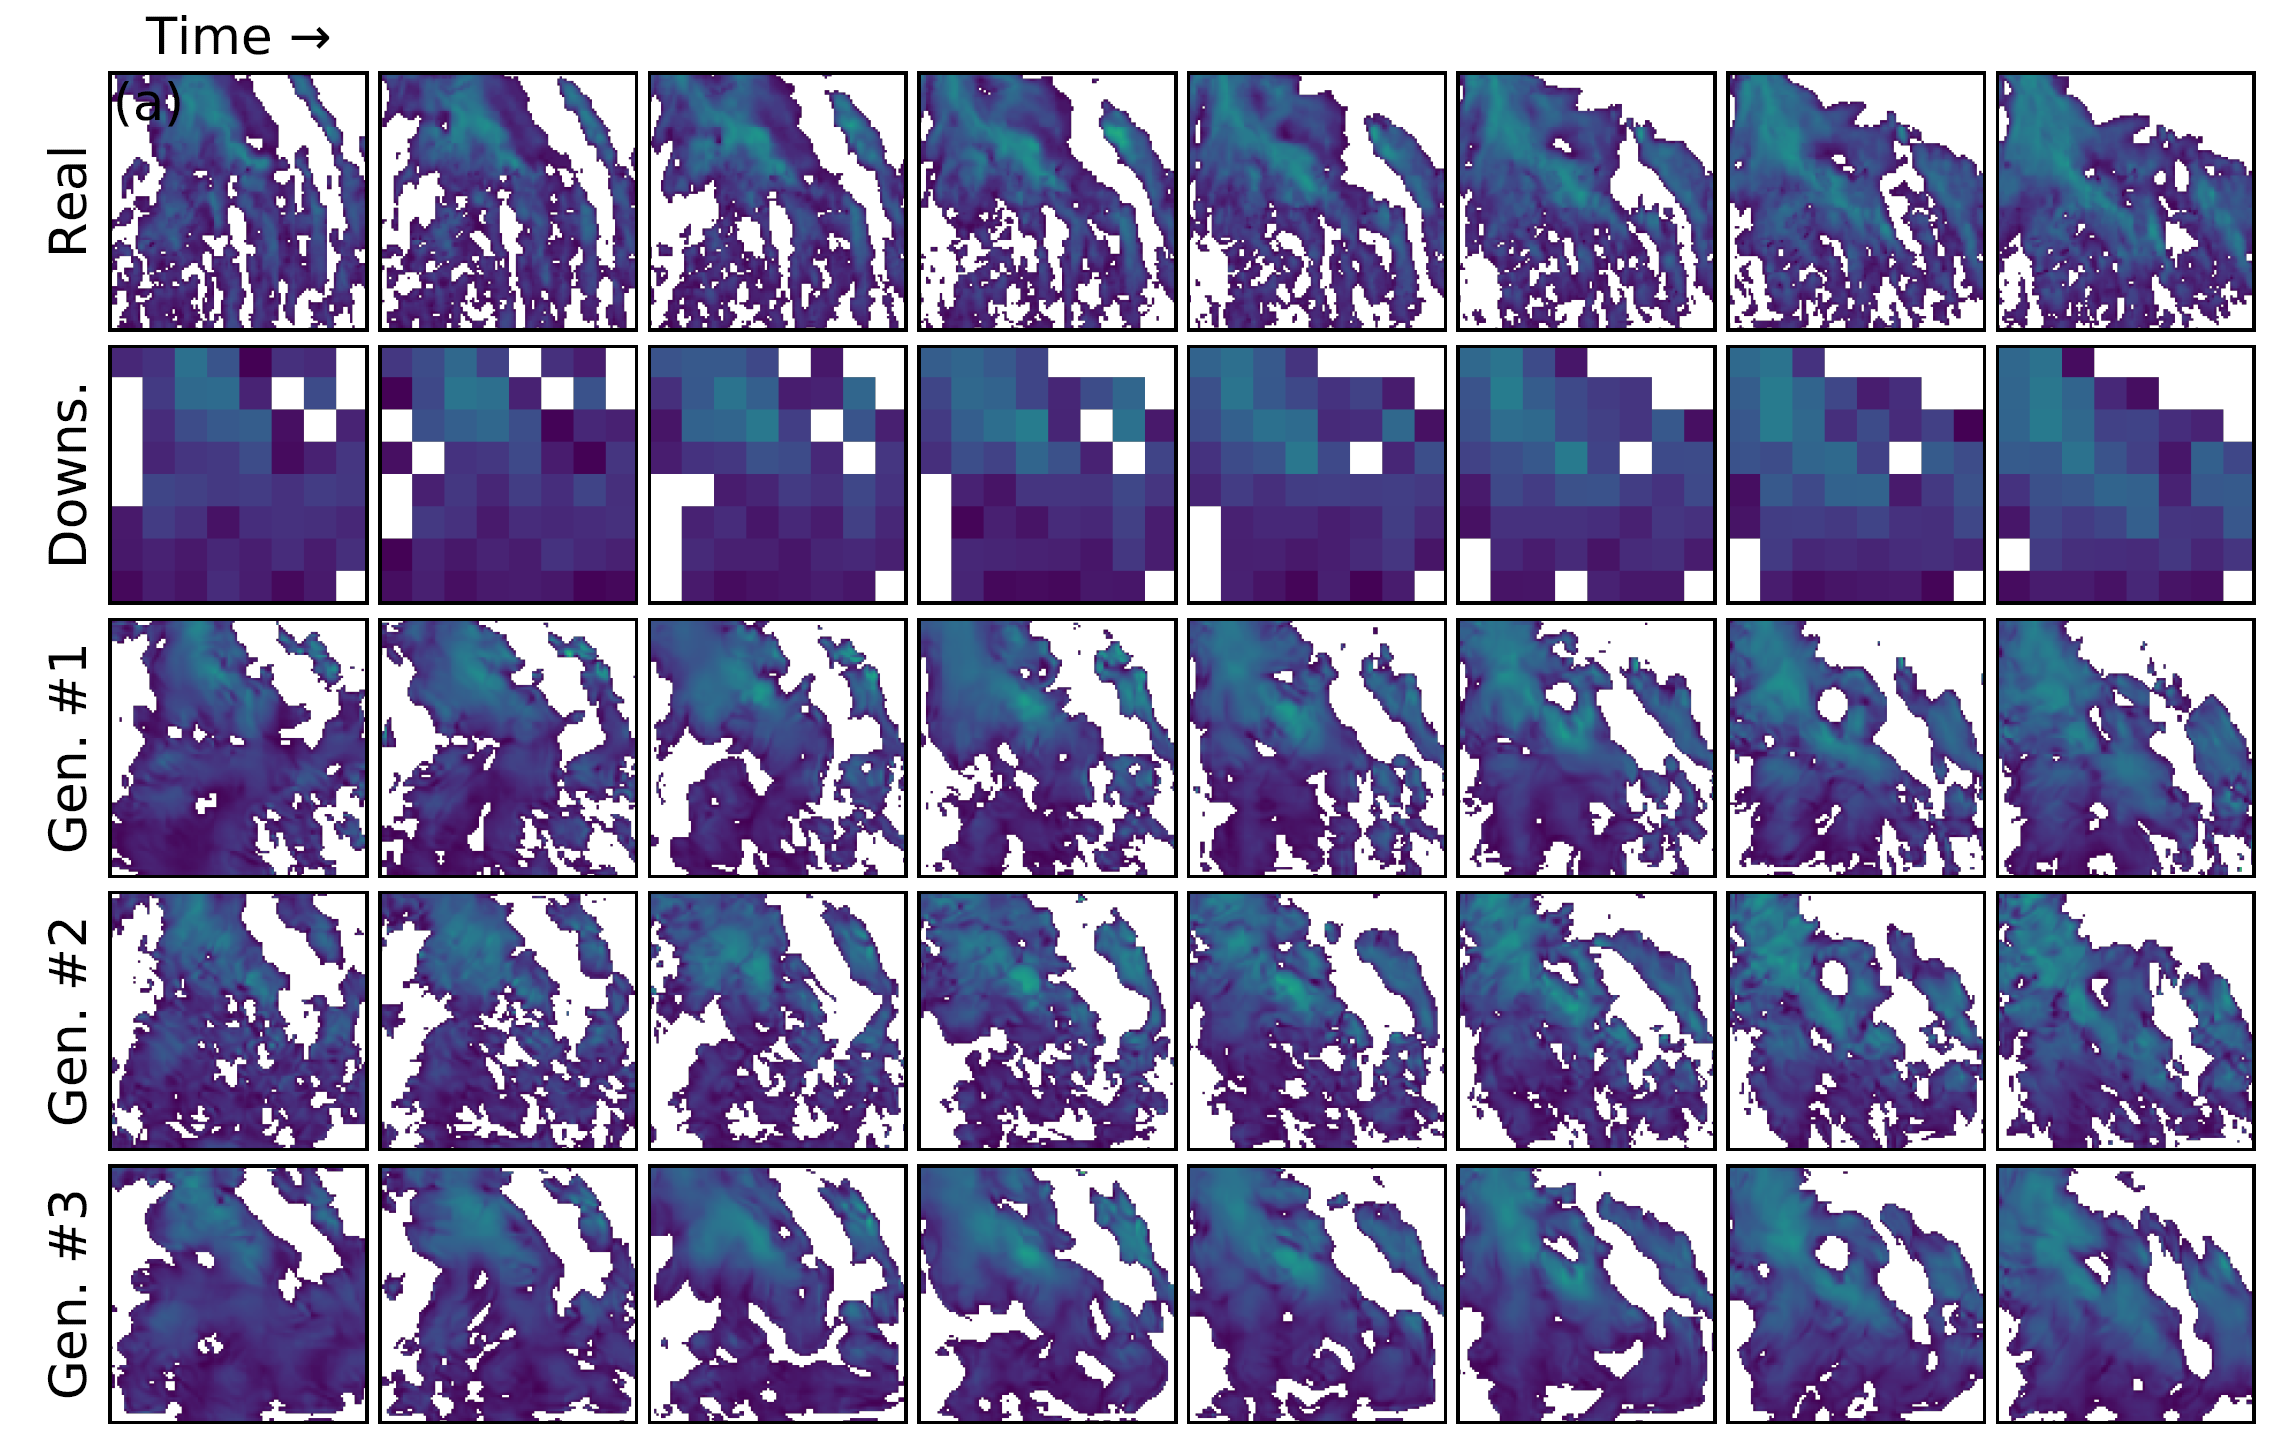 Time →
(a)
Real
Downs.
Gen. #1
Gen. #2
Gen. #3